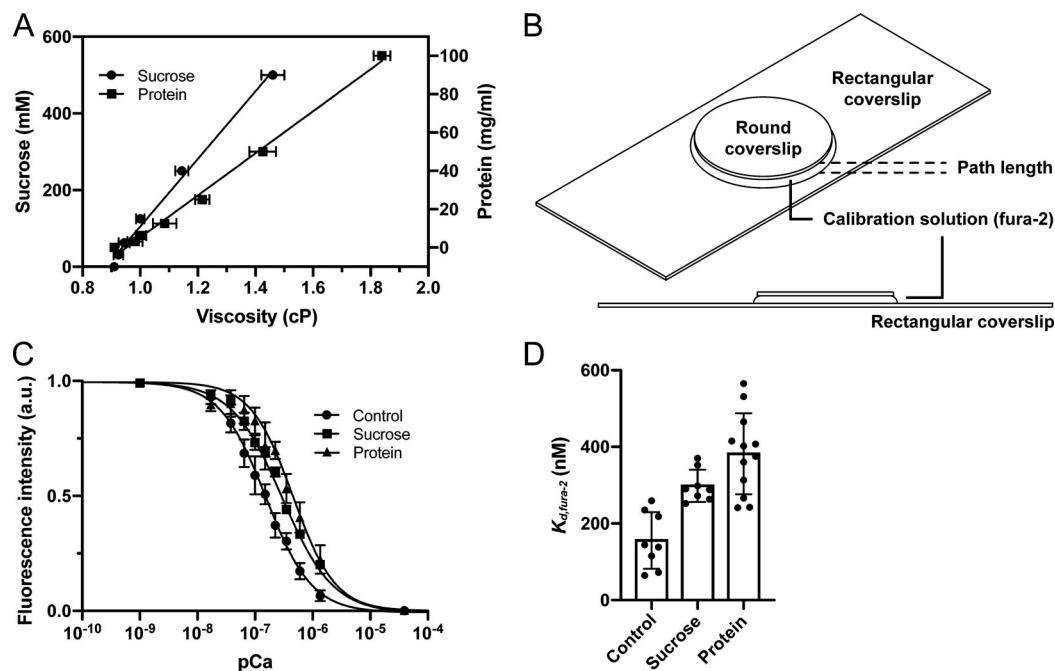 A
Sucrose (mM)
600
400
200
0
Sucrose
Protein
100
80
60
40
20
0
Protein (mg/ml)
0.8 1.0 1.2 1.4 1.6 1.8 2.0
Viscosity (cP)
B
Rectangular
coverslip
Round
coverslip
Path length
Calibration solution (fura-2)
Rectangular coverslip
C
Fluorescence intensity (a.u.)
1.0
0.5
0.0
Control
Sucrose
Protein
10-10 10-9 10-8 10-7 10-6 10-5 10-4
pCa
D
Kd,fura-2 (nM)
600
400
200
0
Control
Sucrose
Protein